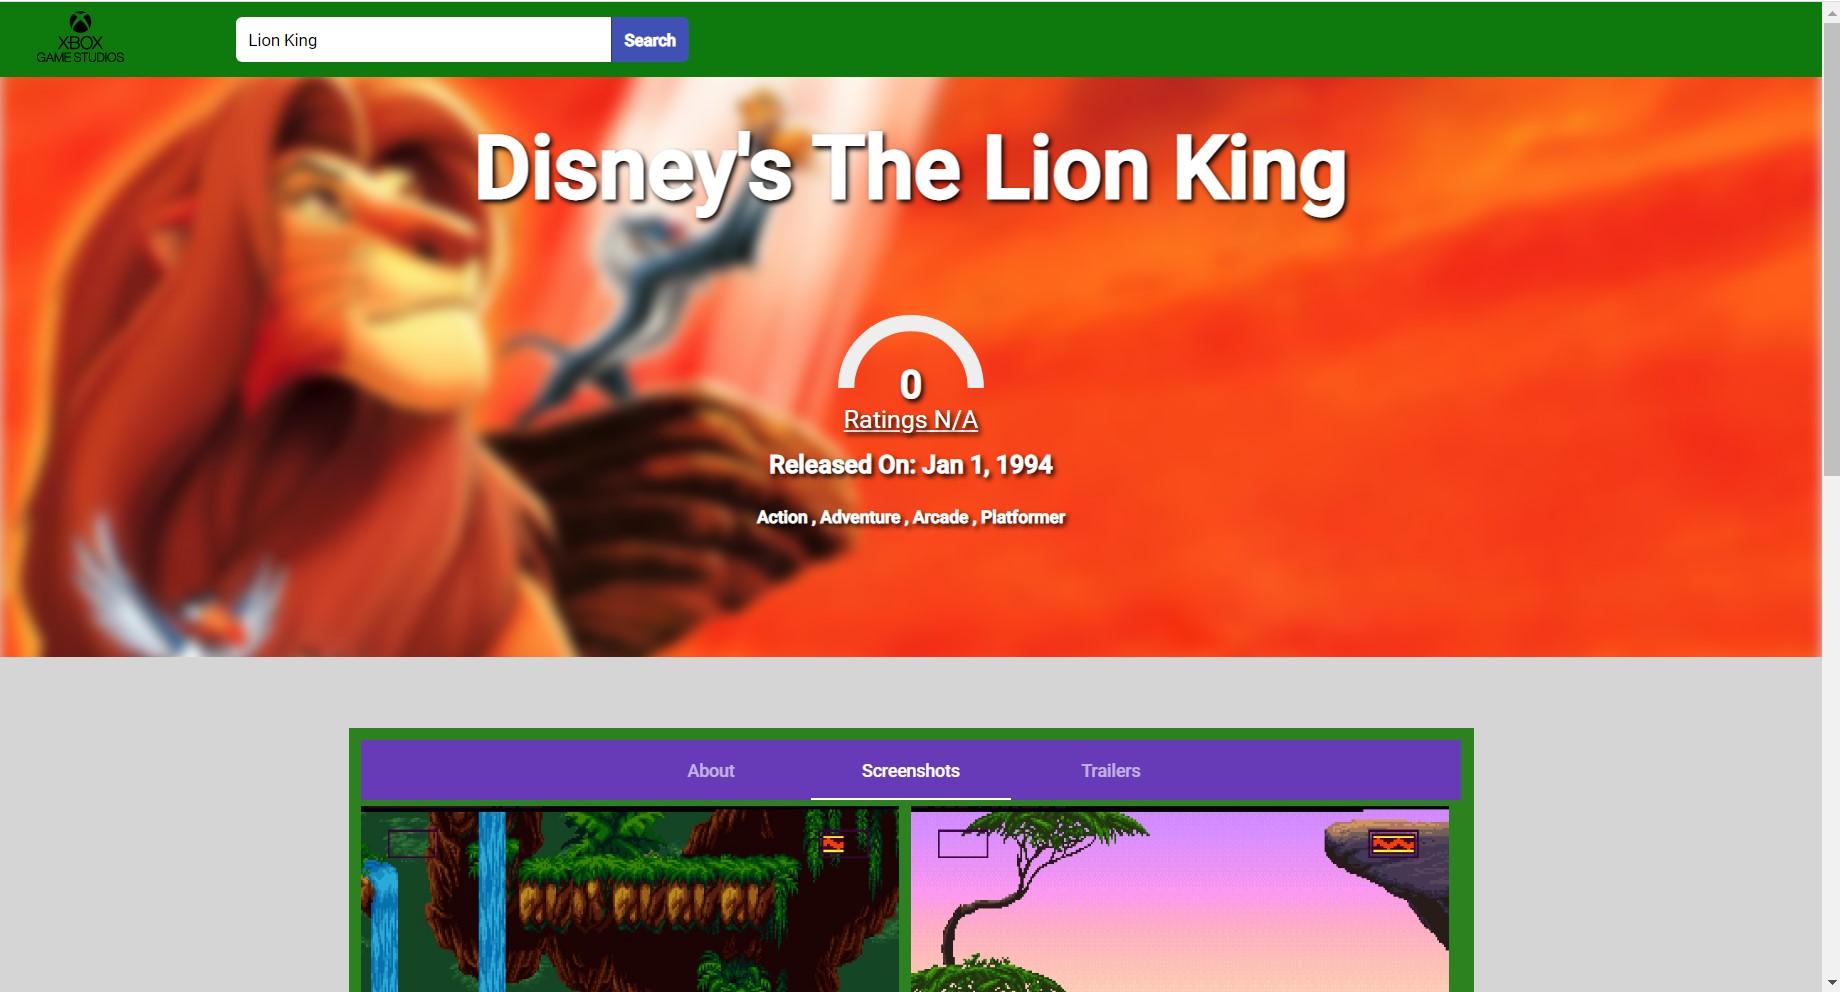 XBOX
GAME STUDIOS
Lion King
Search
Disney's The Lion King
0
Ratings N/A
Released On: Jan 1, 1994
Action , Adventure , Arcade , Platformer
About
Screenshots
Trailers